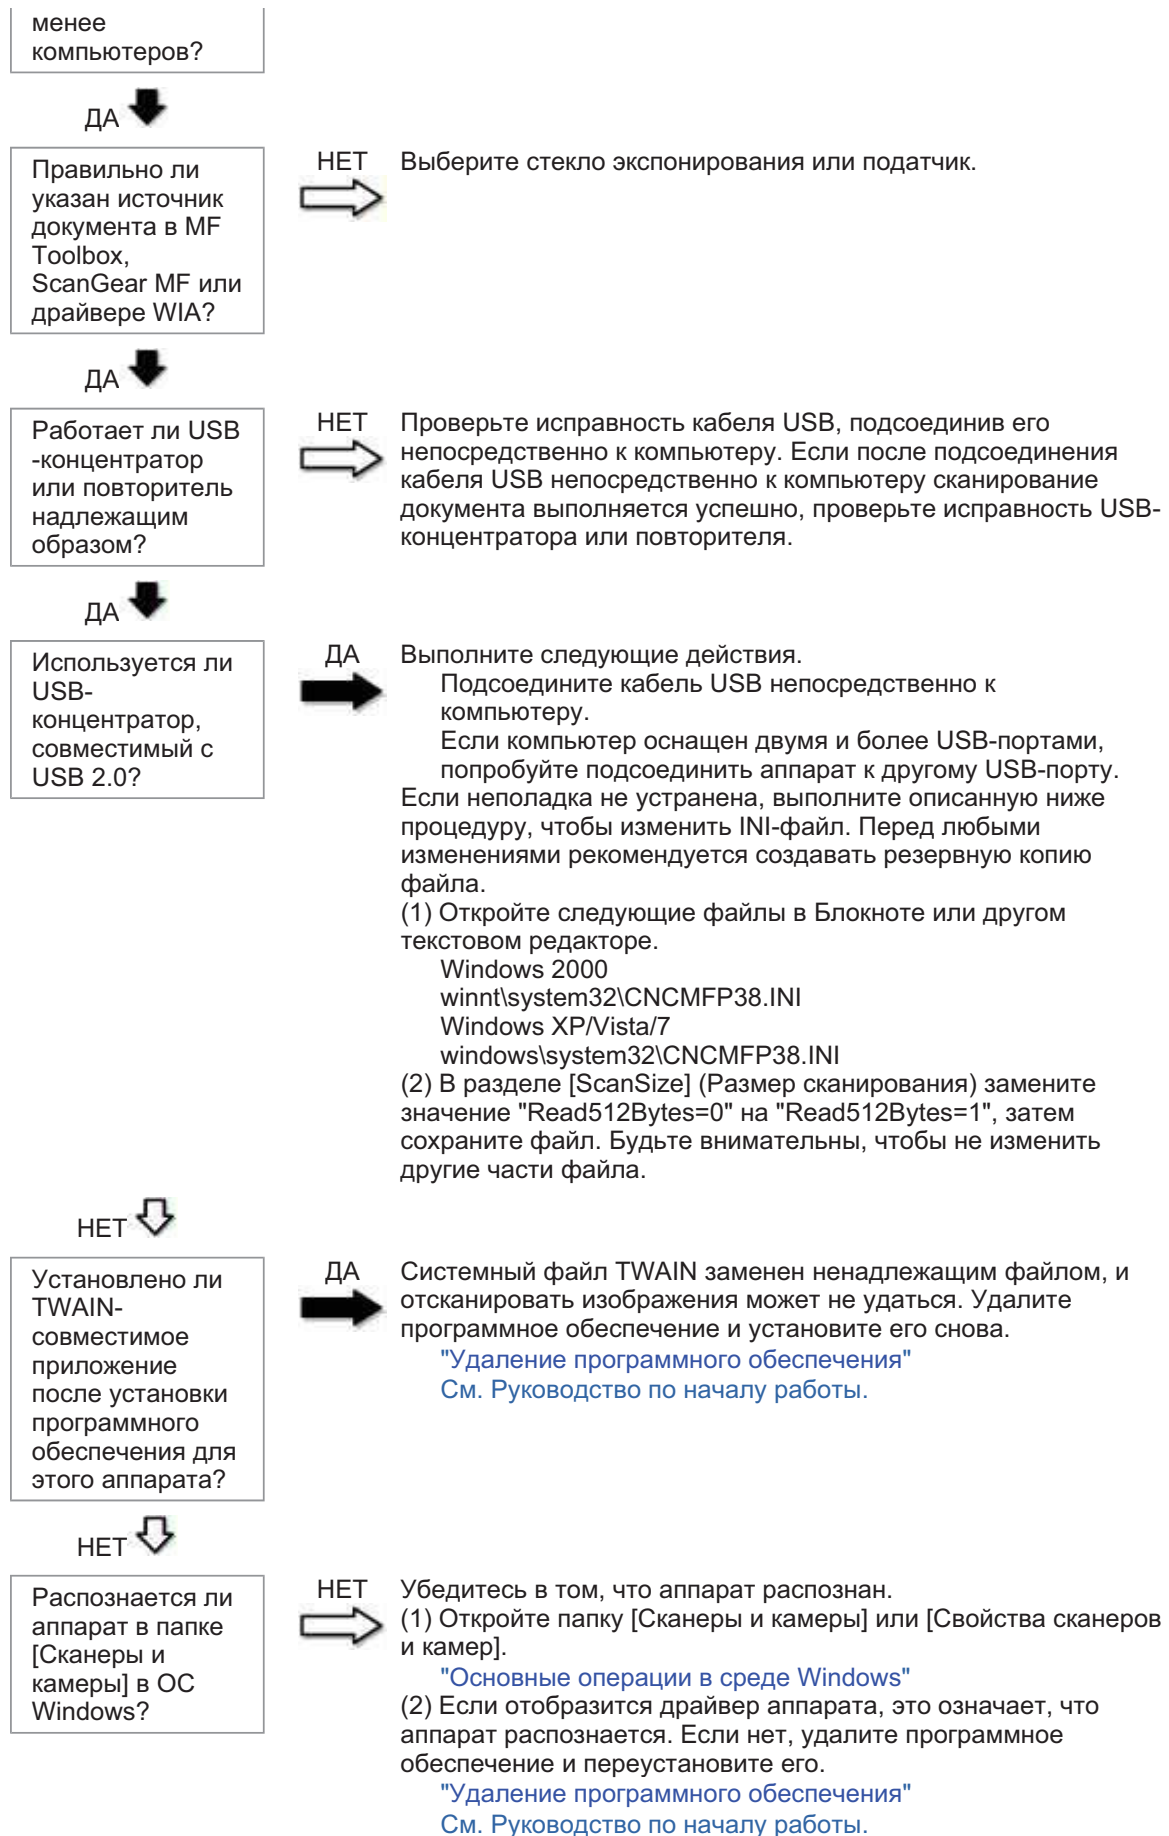 менее
компьютеров?
ДА
Правильно ли
указан источник
документа в MF
Toolbox,
ScanGear MF или
драйвере WIA?
НЕТ
Выберите стекло экспонирования или податчик.
ДА
Работает ли USB
-концентратор
или повторитель
надлежащим
образом?
НЕТ
Проверьте исправность кабеля USB, подсоединив его
непосредственно к компьютеру. Если после подсоединения
кабеля USB непосредственно к компьютеру сканирование
документа выполняется успешно, проверьте исправность USB-
концентратора или повторителя.
ДА
Используется ли
USB-
концентратор,
совместимый с
USB 2.0?
ДА
Выполните следующие действия.
Подсоедините кабель USB непосредственно к
компьютеру.
Если компьютер оснащен двумя и более USB-портами,
попробуйте подсоединить аппарат к другому USB-порту.
Если неполадка не устранена, выполните описанную ниже
процедуру, чтобы изменить INI-файл. Перед любыми
изменениями рекомендуется создавать резервную копию
файла.
(1) Откройте следующие файлы в Блокноте или другом
текстовом редакторе.
Windows 2000
winnt\system32\CNCMFP38.INI
Windows XP/Vista/7
windows\system32\CNCMFP38.INI
(2) В разделе [ScanSize] (Размер сканирования) замените
значение "Read512Bytes=0" на "Read512Bytes=1", затем
сохраните файл. Будьте внимательны, чтобы не изменить
другие части файла.
НЕТ
Установлено ли
TWAIN-
совместимое
приложение
после установки
программного
обеспечения для
этого аппарата?
ДА
Системный файл TWAIN заменен ненадлежащим файлом, и
отсканировать изображения может не удаться. Удалите
программное обеспечение и установите его снова.
"Удаление программного обеспечения"
См. Руководство по началу работы.
НЕТ
Распознается ли
аппарат в папке
[Сканеры и
камеры] в ОС
Windows?
НЕТ
Убедитесь в том, что аппарат распознан.
(1) Откройте папку [Сканеры и камеры] или [Свойства сканеров
и камер].
"Основные операции в среде Windows"
(2) Если отобразится драйвер аппарата, это означает, что
аппарат распознается. Если нет, удалите программное
обеспечение и переустановите его.
"Удаление программного обеспечения"
См. Руководство по началу работы.